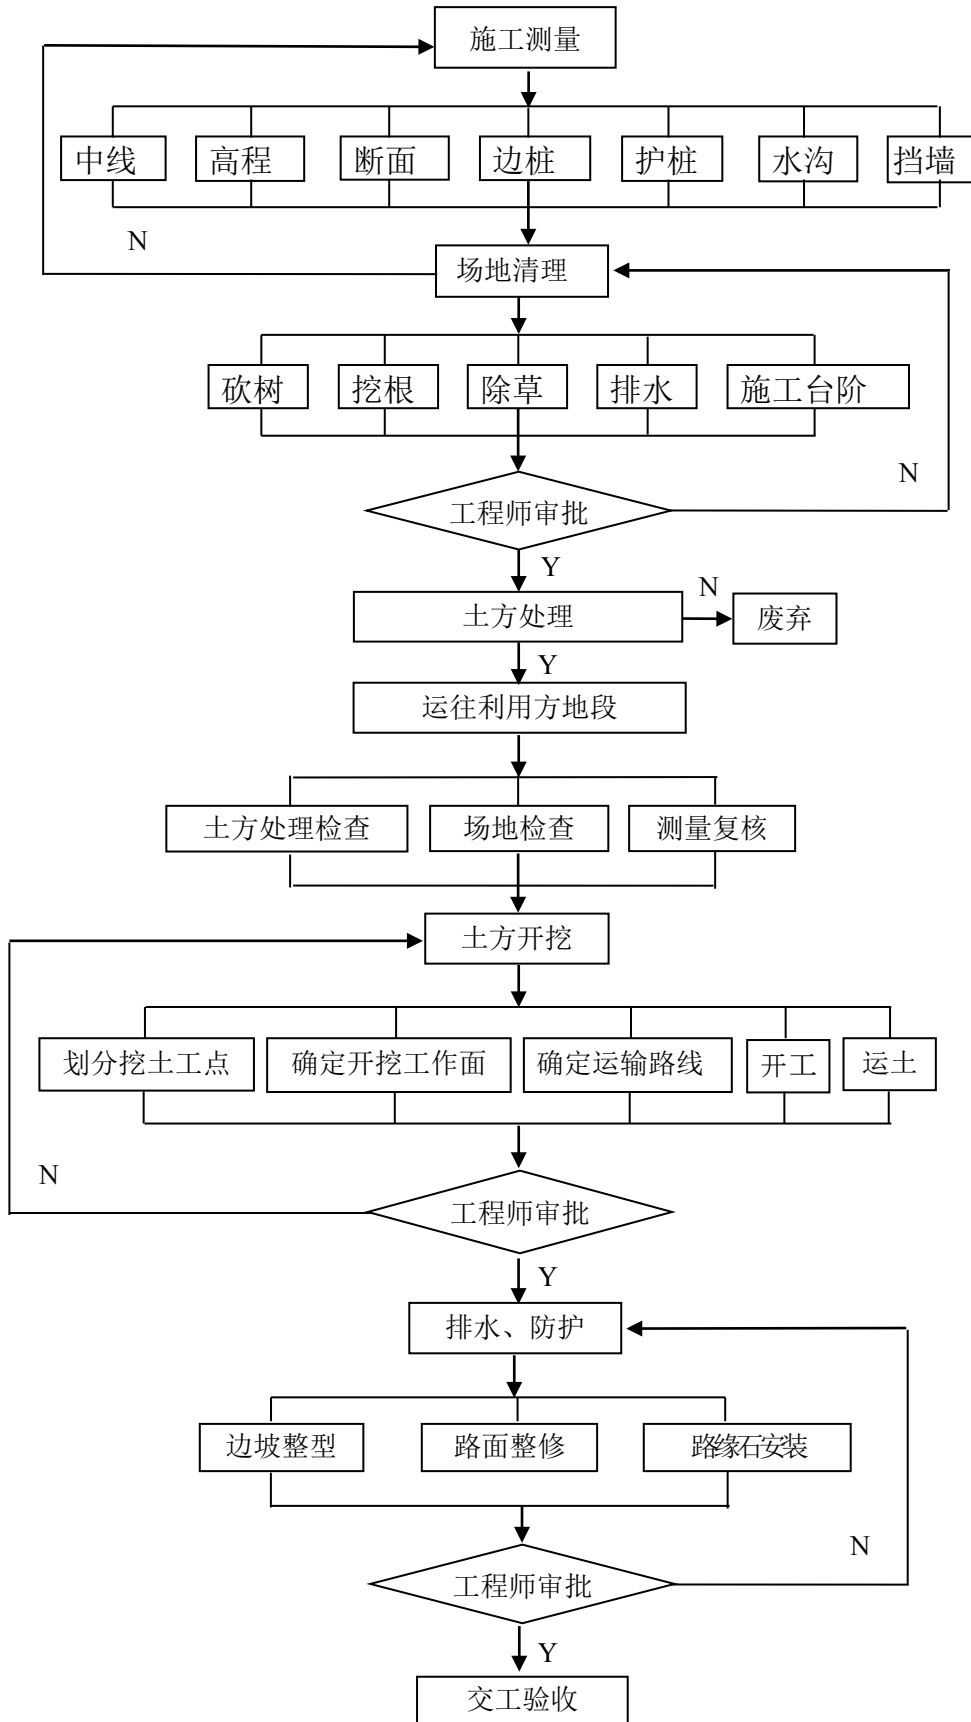 施工测量
中线 高程 断面 边桩 护桩 水沟 挡墙
N
场地清理
砍树 挖根 除草 排水 施工台阶
N
工程师审批
Y
N
土方处理 废弃
Y
运往利用方地段
土方处理检查 场地检查 测量复核
土方开挖
划分挖土工点 确定开挖工作面 确定运输路线 开工 运土
N
工程师审批
Y
排水、防护
边坡整型 路面整修 路缘石安装
N
工程师审批
Y
交工验收